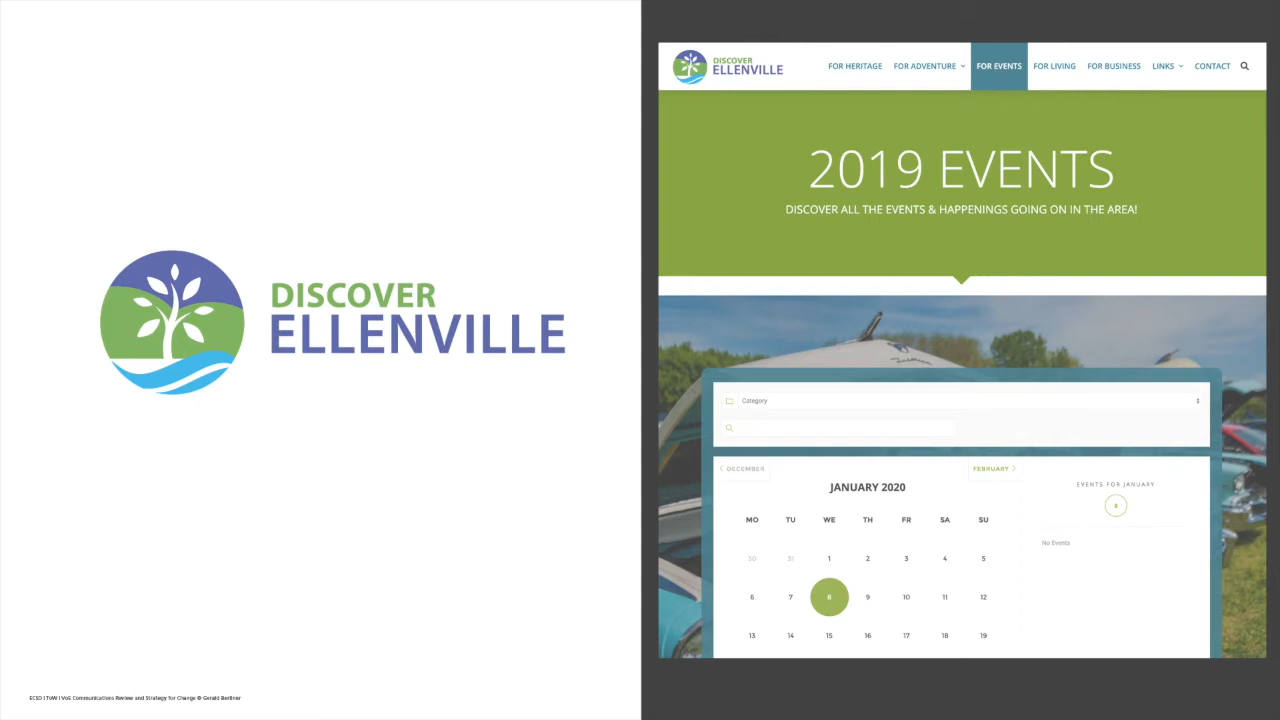 DISCOVER
ELLENVILLE
ECSD I ToW I VoE Communications Review and Strategy for Change © Gerald Berliner
DISCOVER
ELLENVILLE
FOR HERITAGE FOR ADVENTURE FOR EVENTS FOR LIVING FOR BUSINESS LINKS CONTACT
2019 EVENTS
DISCOVER ALL THE EVENTS & HAPPENINGS GOING ON IN THE AREA!
Category
DECEMBER
FEBRUARY
JANUARY 2020
MO TU WE TH FR SA SU
30 31 1 2 3 4 5
6 7 8 9 10 11 12
13 14 15 16 17 18 19
EVENTS FOR JANUARY
8
No Events